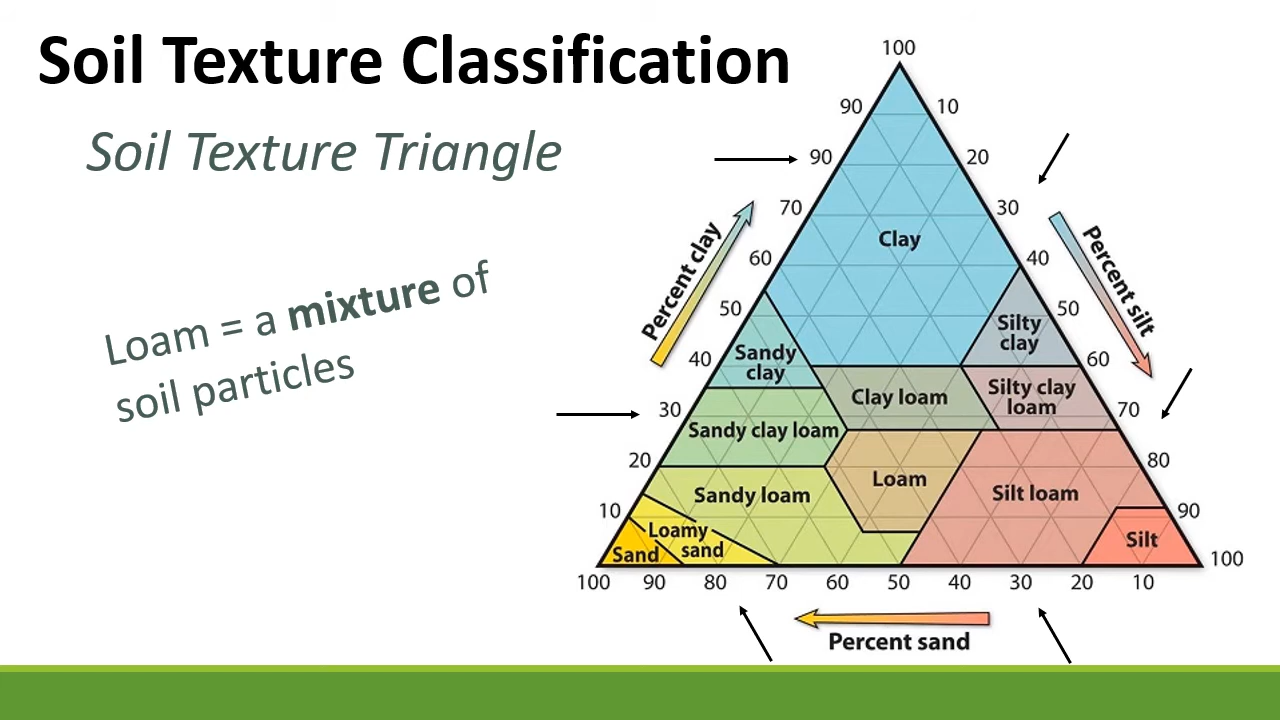 Soil Texture Classification
Soil Texture Triangle
Loam = a mixture of
soil particles
100
90
10
90
20
70
30
60
40
50
50
40
60
30
70
20
80
10
90
100
Percent clay
Percent silt
Clay
Silty
clay
Sandy
clay
Clay loam
Silty clay
loam
Sandy clay loam
Loam
Sandy loam
Silt loam
Loamy
sand
Sand
Silt
100 90 80 70 60 50 40 30 20 10
Percent sand